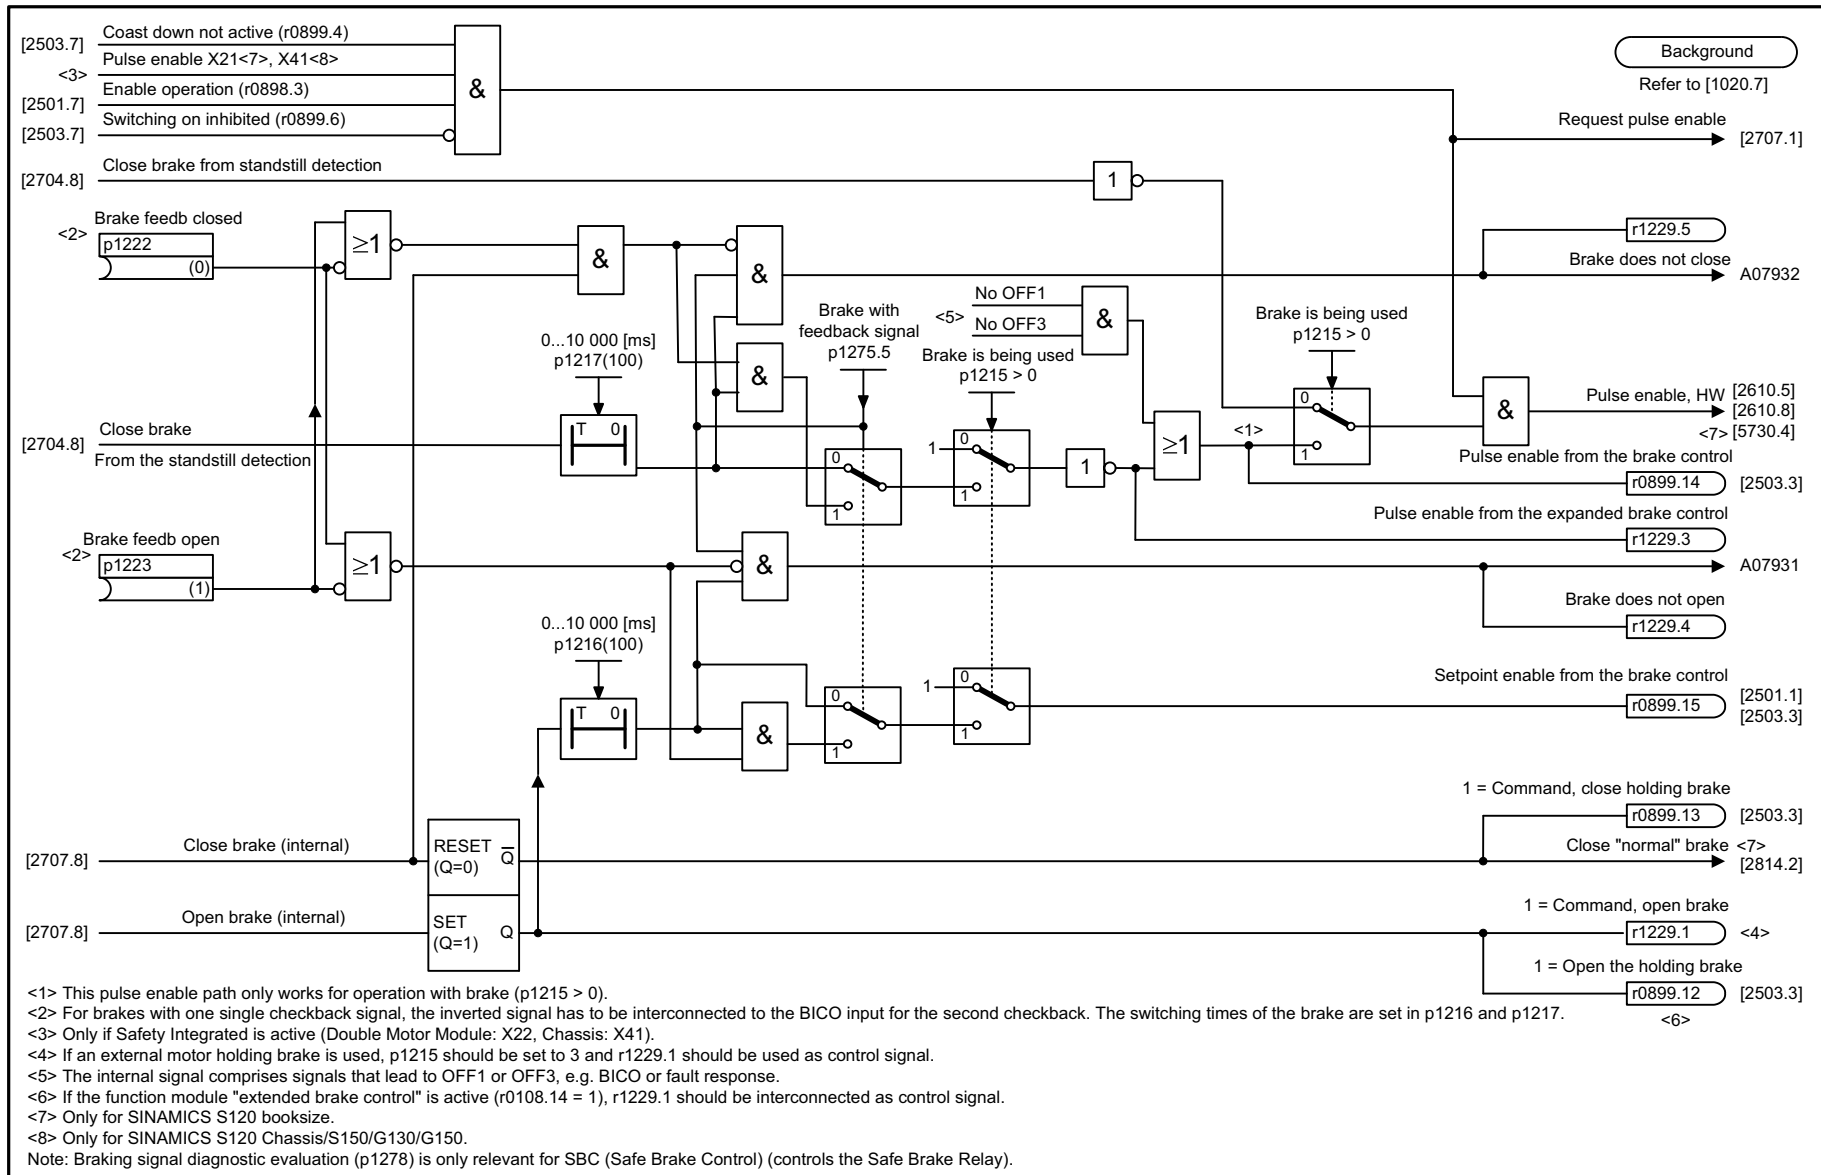 Coast down not active (r0899.4)
[2503.7]
Pulse enable X21<7>, X41<8>
<3>
Enable operation (r0898.3)
[2501.7]
Switching on inhibited (r0899.6)
[2503.7]
&
Background
Refer to [1020.7]
Request pulse enable
[2707.1]
Close brake from standstill detection
[2704.8]
1
Brake feedb closed
<2>
p1222
(0)
≥1
&
&
r1229.5
Brake does not close
A07932
No OFF1
<5>
No OFF3
&
Brake with
feedback signal
p1275.5
Brake is being used
p1215 > 0
Brake is being used
p1215 > 0
0...10 000 [ms]
p1217(100)
&
T 0
Close brake
[2704.8]
From the standstill detection
0
1
1
0
1
1
≥1
<1>
0
1
&
Pulse enable, HW
[2610.5]
[2610.8]
<7> [5730.4]
Pulse enable from the brake control
r0899.14
[2503.3]
Pulse enable from the expanded brake control
r1229.3
Brake feedb open
<2>
p1223
(1)
≥1
&
A07931
Brake does not open
r1229.4
0...10 000 [ms]
p1216(100)
T 0
&
0
1
1
0
1
Setpoint enable from the brake control
r0899.15
[2501.1]
[2503.3]
1 = Command, close holding brake
r0899.13
[2503.3]
Close brake (internal)
[2707.8]
RESET
(Q=0)
Q̅
Close "normal" brake <7>
[2814.2]
Open brake (internal)
[2707.8]
SET
(Q=1)
Q
1 = Command, open brake
r1229.1
<4>
1 = Open the holding brake
r0899.12
[2503.3]
<6>
<1> This pulse enable path only works for operation with brake (p1215 > 0).
<2> For brakes with one single checkback signal, the inverted signal has to be interconnected to the BICO input for the second checkback. The switching times of the brake are set in p1216 and p1217.
<3> Only if Safety Integrated is active (Double Motor Module: X22, Chassis: X41).
<4> If an external motor holding brake is used, p1215 should be set to 3 and r1229.1 should be used as control signal.
<5> The internal signal comprises signals that lead to OFF1 or OFF3, e.g. BICO or fault response.
<6> If the function module "extended brake control" is active (r0108.14 = 1), r1229.1 should be interconnected as control signal.
<7> Only for SINAMICS S120 booksize.
<8> Only for SINAMICS S120 Chassis/S150/G130/G150.
Note: Braking signal diagnostic evaluation (p1278) is only relevant for SBC (Safe Brake Control) (controls the Safe Brake Relay).